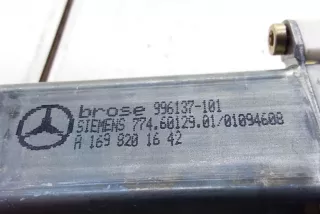 brose 996137-101
SIEMENS 774.60129.01/01094608
A 169 820 16 42